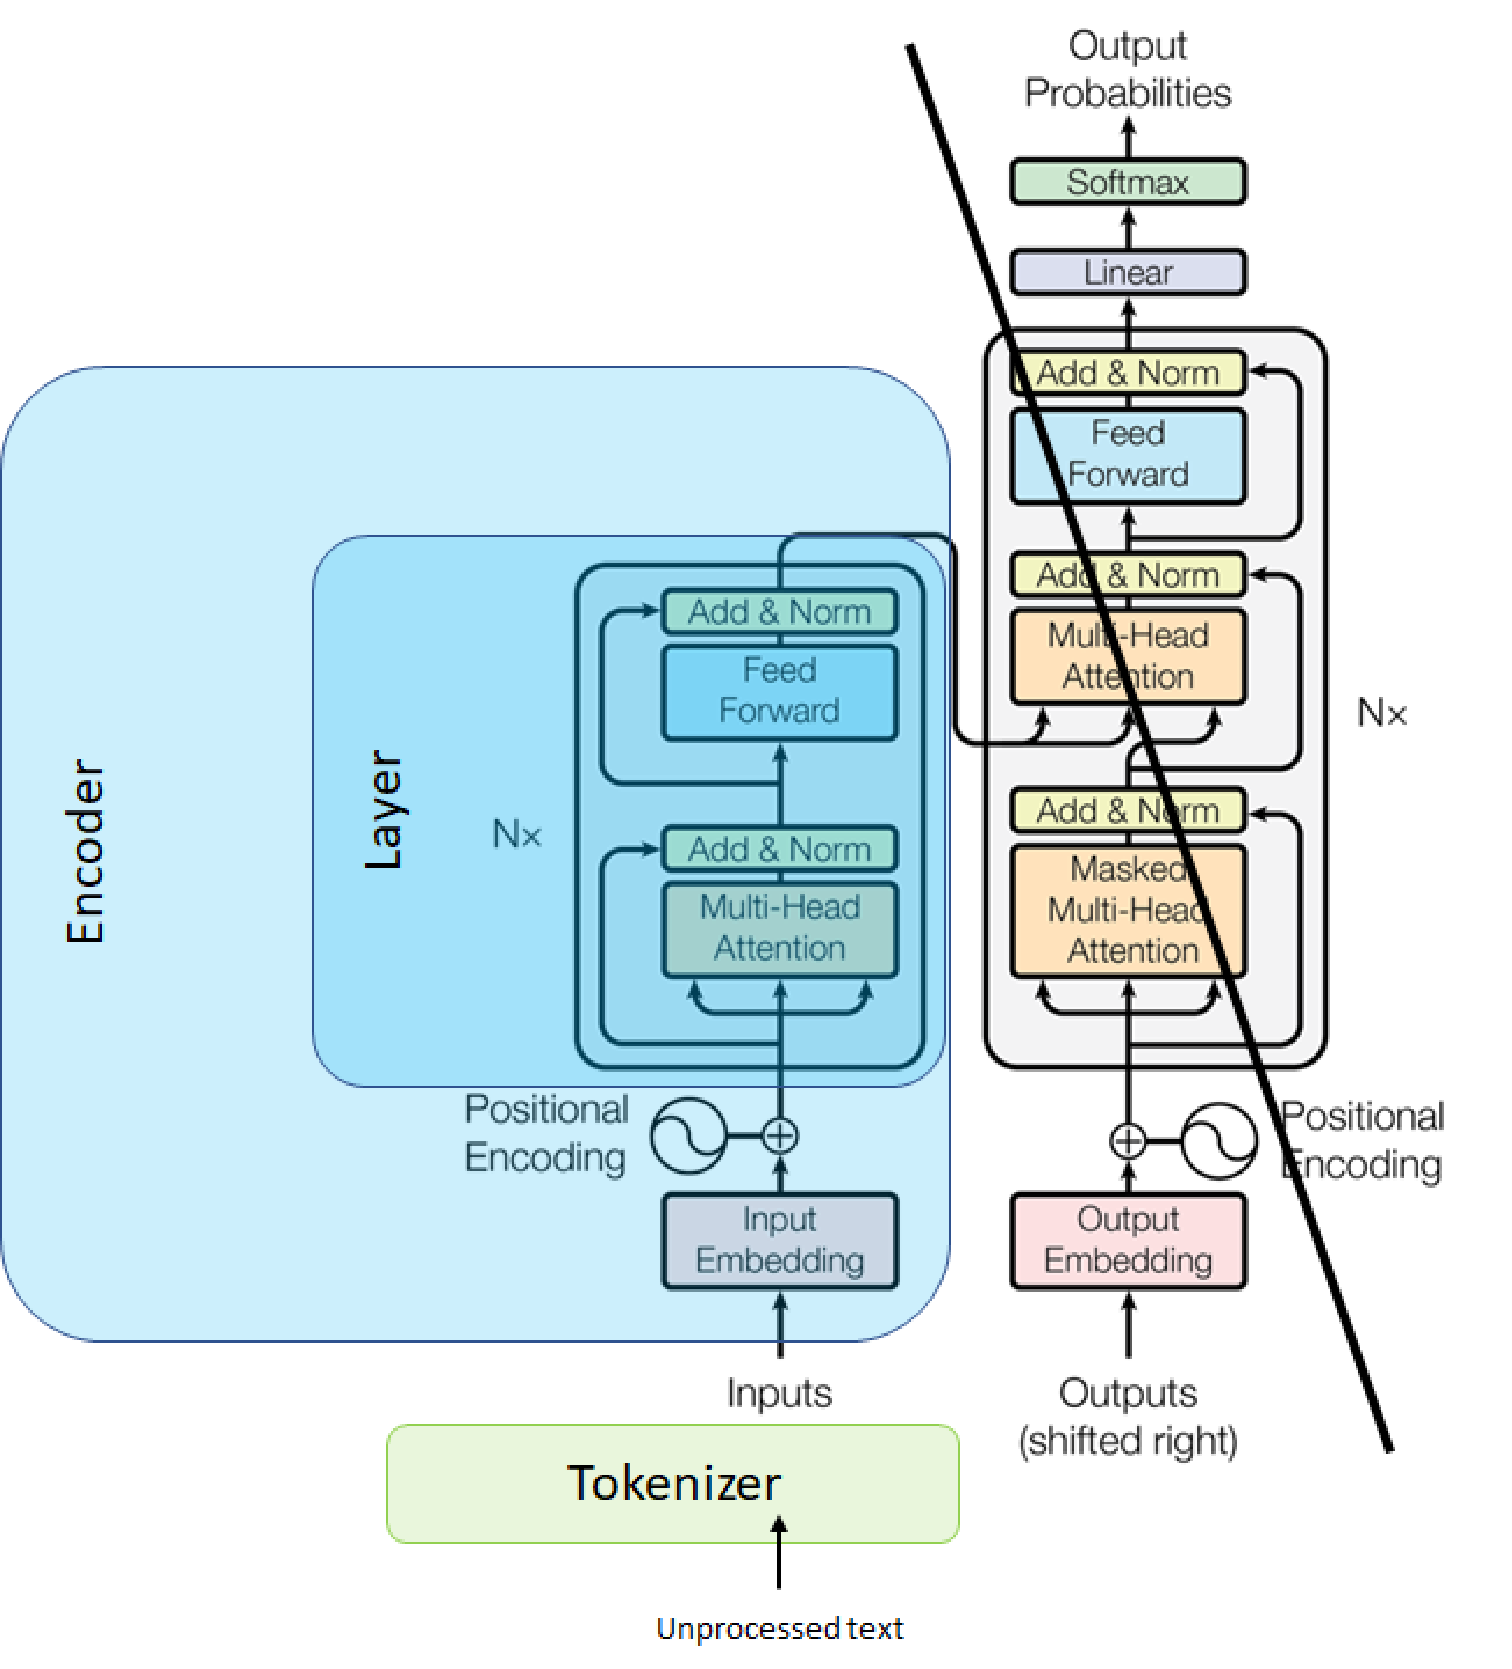 Output
Probabilities
Softmax
Linear
Add & Norm
Feed
Forward
Add & Norm
Multi-Head
Attention
Add & Norm
Masked
Multi-Head
Attention
Nx
Positional
Encoding
Output
Embedding
Outputs
(shifted right)
Encoder
Layer
Nx
Add & Norm
Feed
Forward
Add & Norm
Multi-Head
Attention
Positional
Encoding
Input
Embedding
Inputs
Tokenizer
Unprocessed text